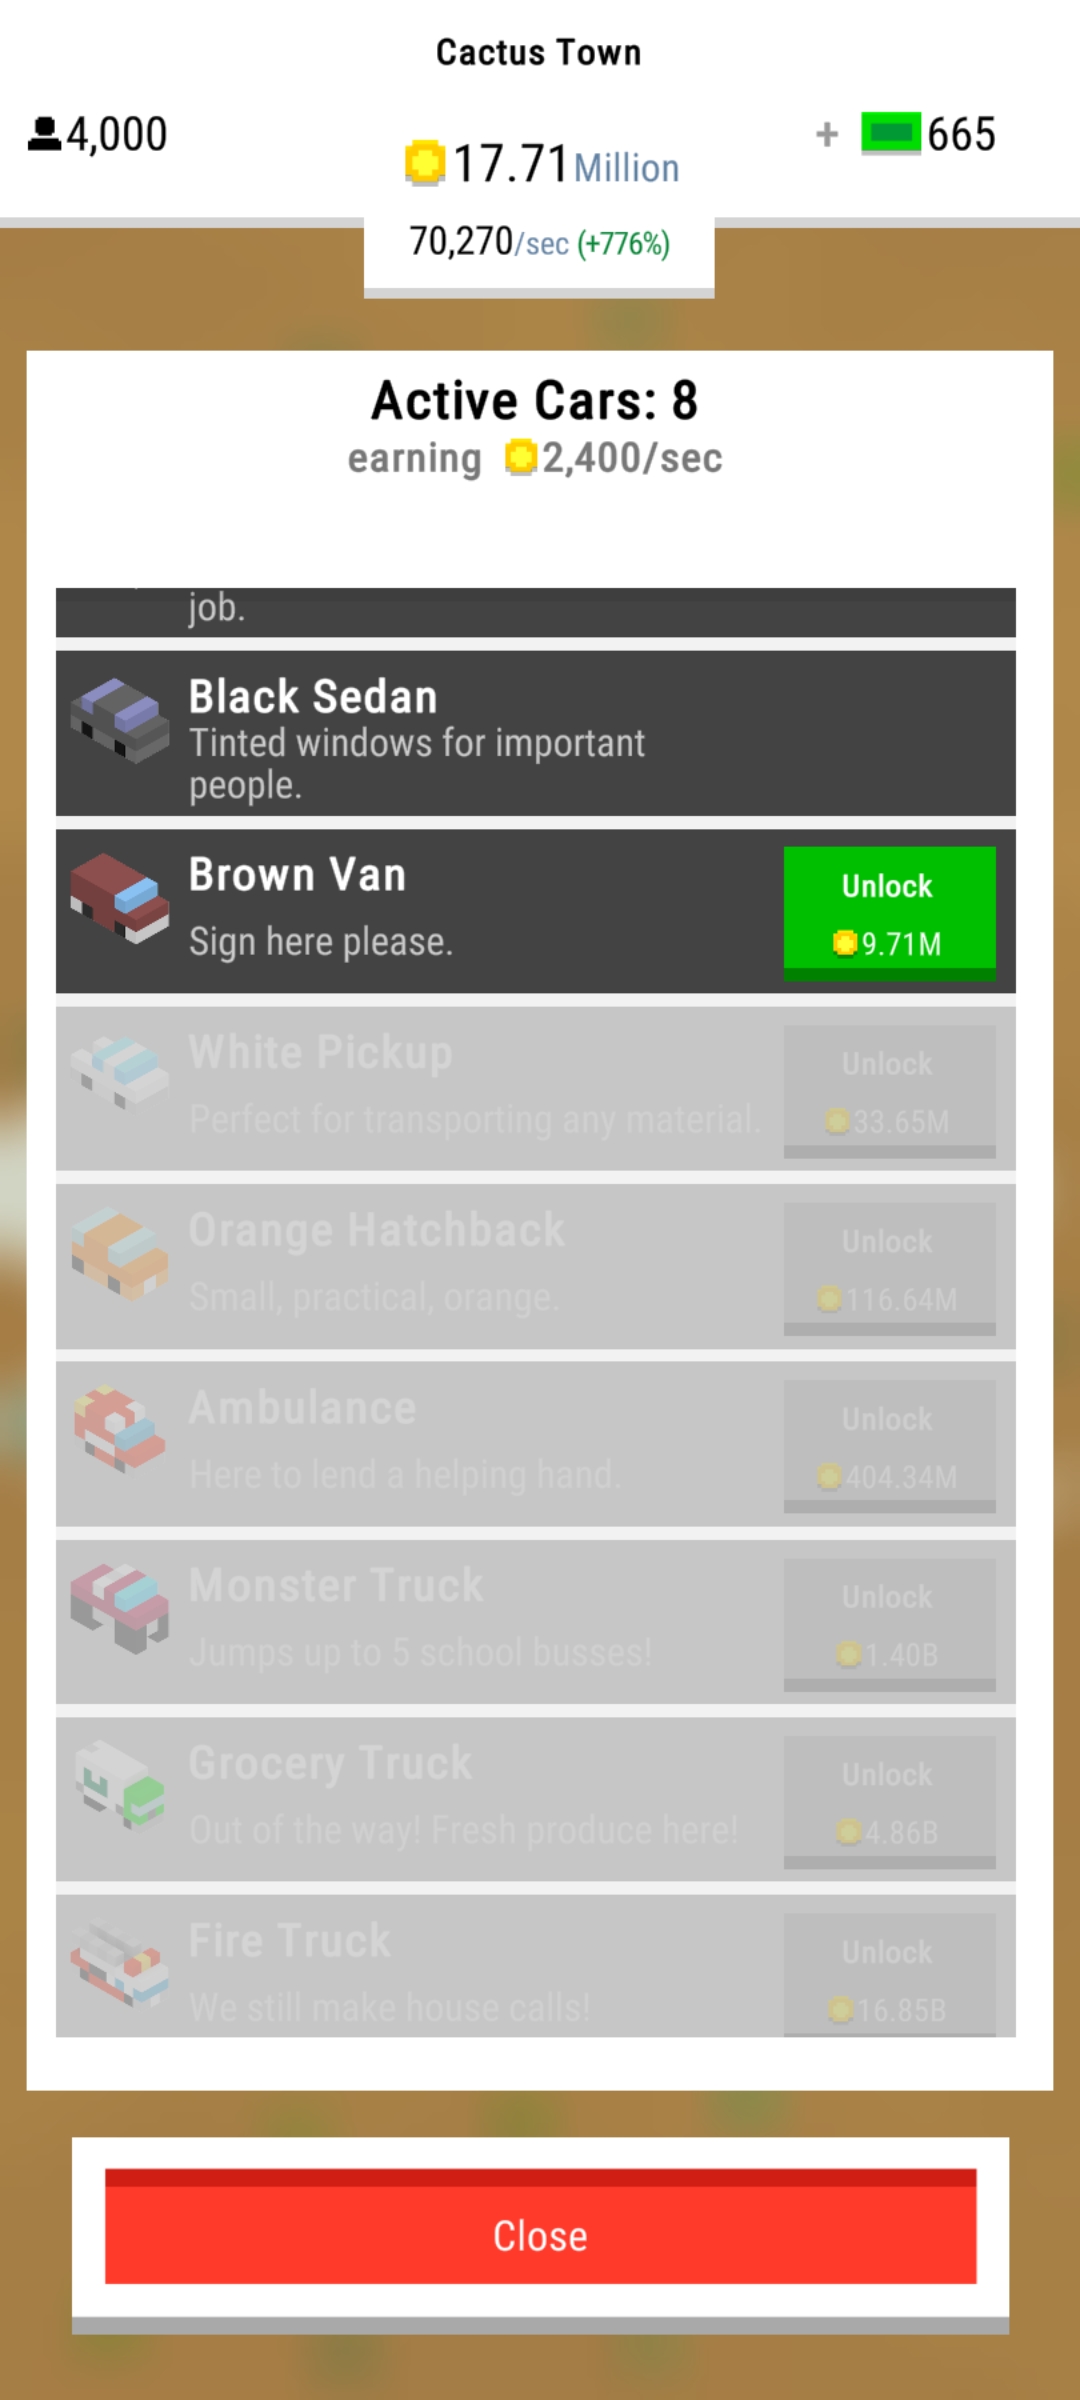 Cactus Town
4,000
17.71 Million
+ 665
70,270/sec (+776%)
Active Cars: 8
earning 2,400/sec
job.
Black Sedan
Tinted windows for important
people.
Brown Van
Sign here please.
Unlock
9.71M
White Pickup
Perfect for transporting any material.
Unlock
33.65M
Orange Hatchback
Small, practical, orange.
Unlock
116.64M
Ambulance
Here to lend a helping hand.
Unlock
404.34M
Monster Truck
Jumps up to 5 school busses!
Unlock
1.40B
Grocery Truck
Out of the way! Fresh produce here!
Unlock
4.86B
Fire Truck
We still make house calls!
Unlock
16.85B
Close